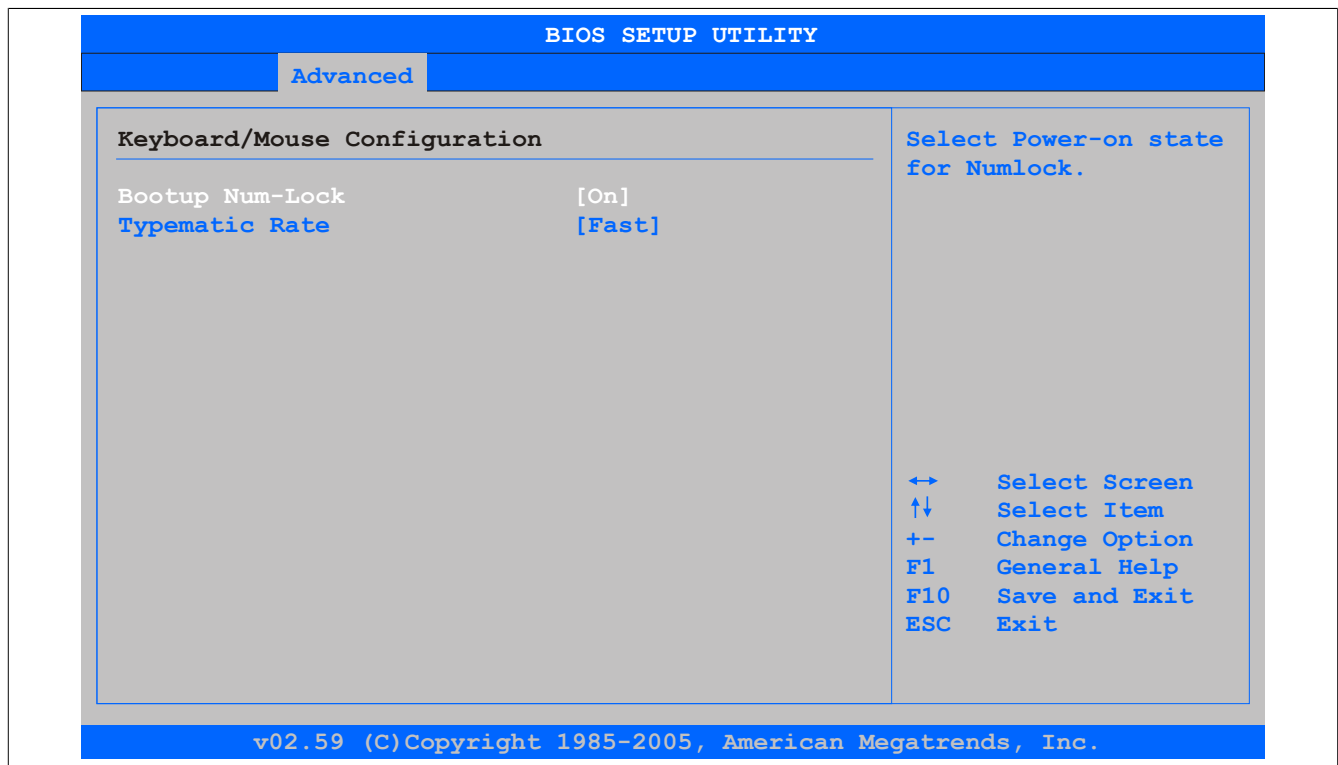 BIOS SETUP UTILITY
Advanced
Keyboard/Mouse Configuration
Bootup Num-Lock [On]
Typematic Rate [Fast]
Select Power-on state
for Numlock.
↔ Select Screen
↑↓ Select Item
+- Change Option
F1 General Help
F10 Save and Exit
ESC Exit
v02.59 (C)Copyright 1985-2005, American Megatrends, Inc.